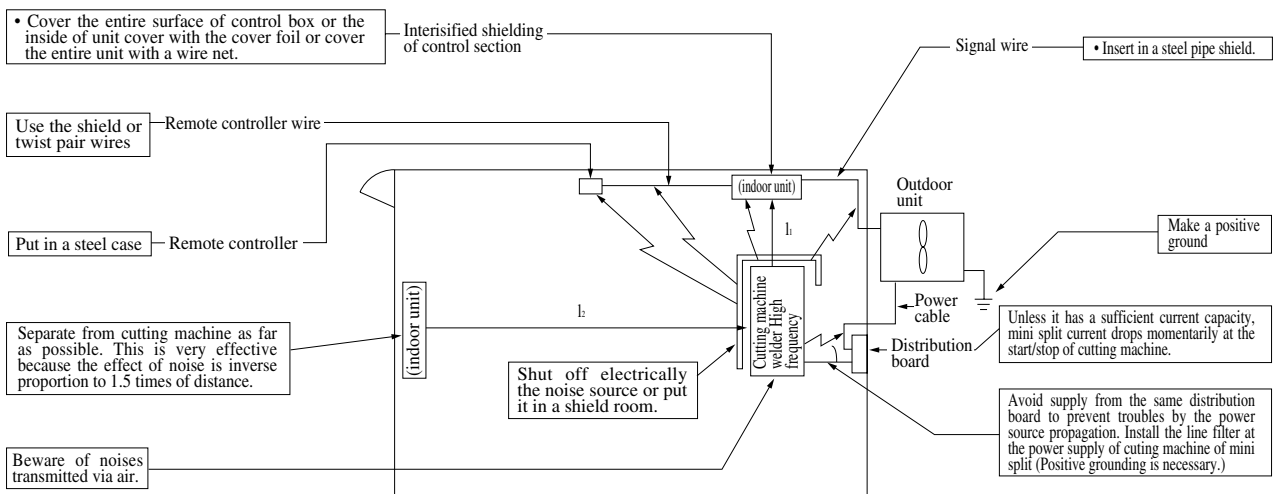 • Cover the entire surface of control box or the
inside of unit cover with the cover foil or cover
the entire unit with a wire net.
Interisified shielding
of control section
Signal wire
• Insert in a steel pipe shield.
Use the shield or
twist pair wires
Remote controller wire
(indoor unit)
Outdoor
unit
Put in a steel case
Remote controller
l1
Make a positive
ground
(indoor unit)
l2
Cutting machine
welder High
frequency
Power
cable
Separate from cutting machine as far
as possible. This is very effective
because the effect of noise is inverse
proportion to 1.5 times of distance.
Distribution
board
Unless it has a sufficient current capacity,
mini split current drops momentarily at the
start/stop of cutting machine.
Shut off electrically
the noise source or put
it in a shield room.
Avoid supply from the same distribution
board to prevent troubles by the power
source propagation. Install the line filter at
the power supply of cuting machine of mini
split (Positive grounding is necessary.)
Beware of noises
transmitted via air.